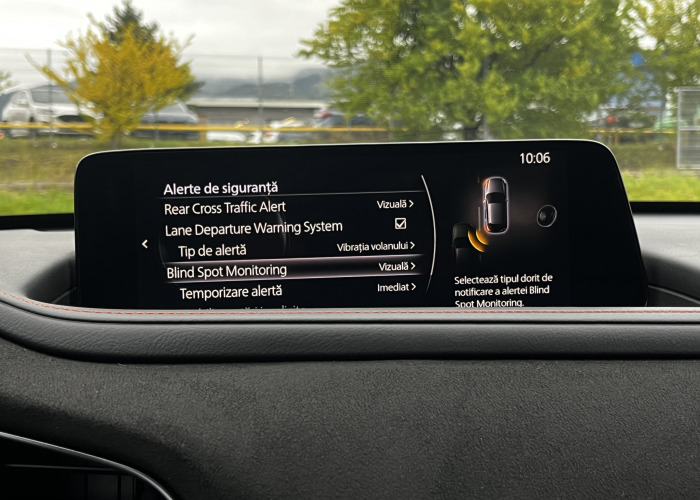 10:06
Alerte de siguranță
Rear Cross Traffic Alert Vizuală
Lane Departure Warning System
Tip de alertă Vibrația volanului
Blind Spot Monitoring Vizuală
Temporizare alertă Imediat
Selectează tipul dorit de
notificare a alertei Blind
Spot Monitoring.